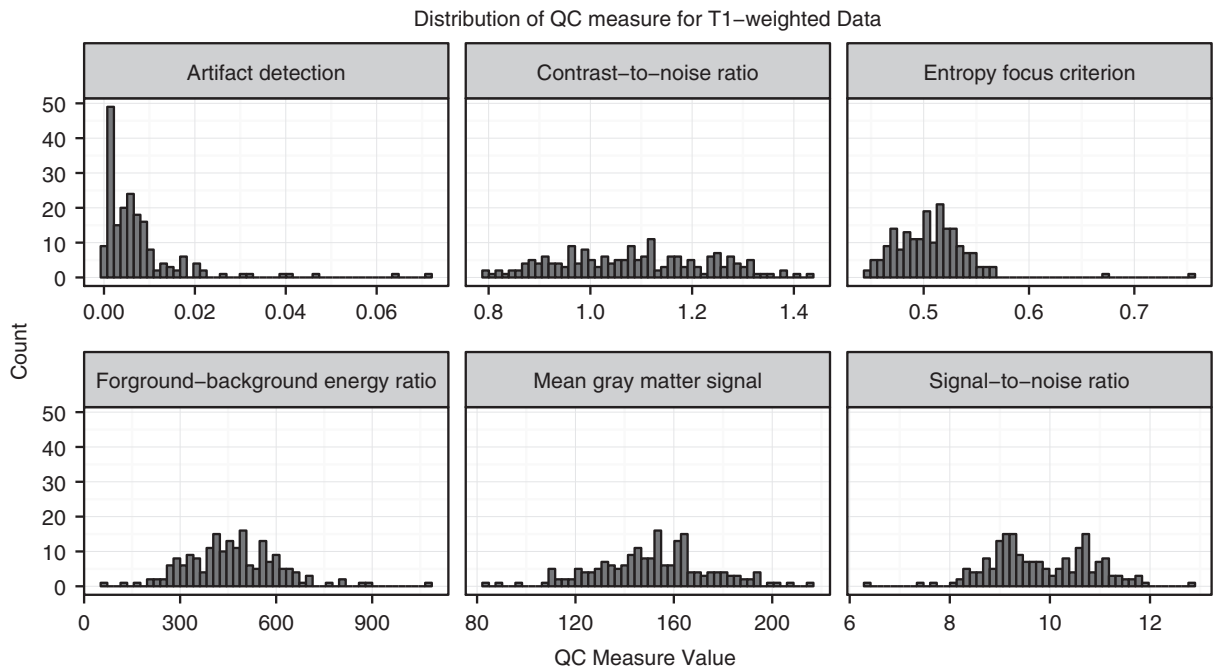 Distribution of QC measure for T1−weighted Data
Artifact detection
Contrast−to−noise ratio
Entropy focus criterion
50
40
30
20
10
0
0.00 0.02 0.04 0.06
0.8 1.0 1.2 1.4
0.5 0.6 0.7
Count
Forground−background energy ratio
Mean gray matter signal
Signal−to−noise ratio
50
40
30
20
10
0
0 300 600 900
80 120 160 200
6 8 10 12
QC Measure Value